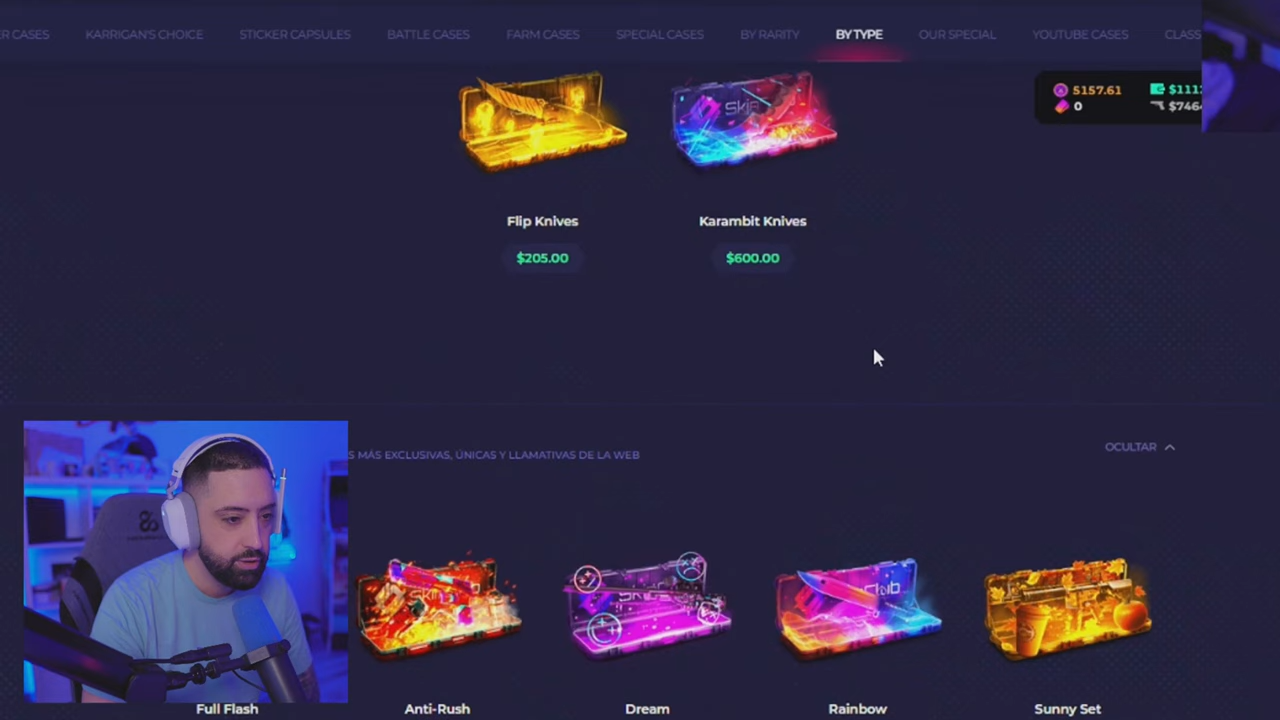 KARRIGAN'S CHOICE STICKER CAPSULES BATTLE CASES FARM CASES SPECIAL CASES BY RARITY BY TYPE OUR SPECIAL YOUTUBE CASES
CASES
5157.61
0
Flip Knives Karambit Knives
$205.00 $600.00
MÁS EXCLUSIVAS, ÚNICAS Y LLAMATIVAS DE LA WEB
OCULTAR
Full Flash Anti-Rush Dream Rainbow Sunny Set